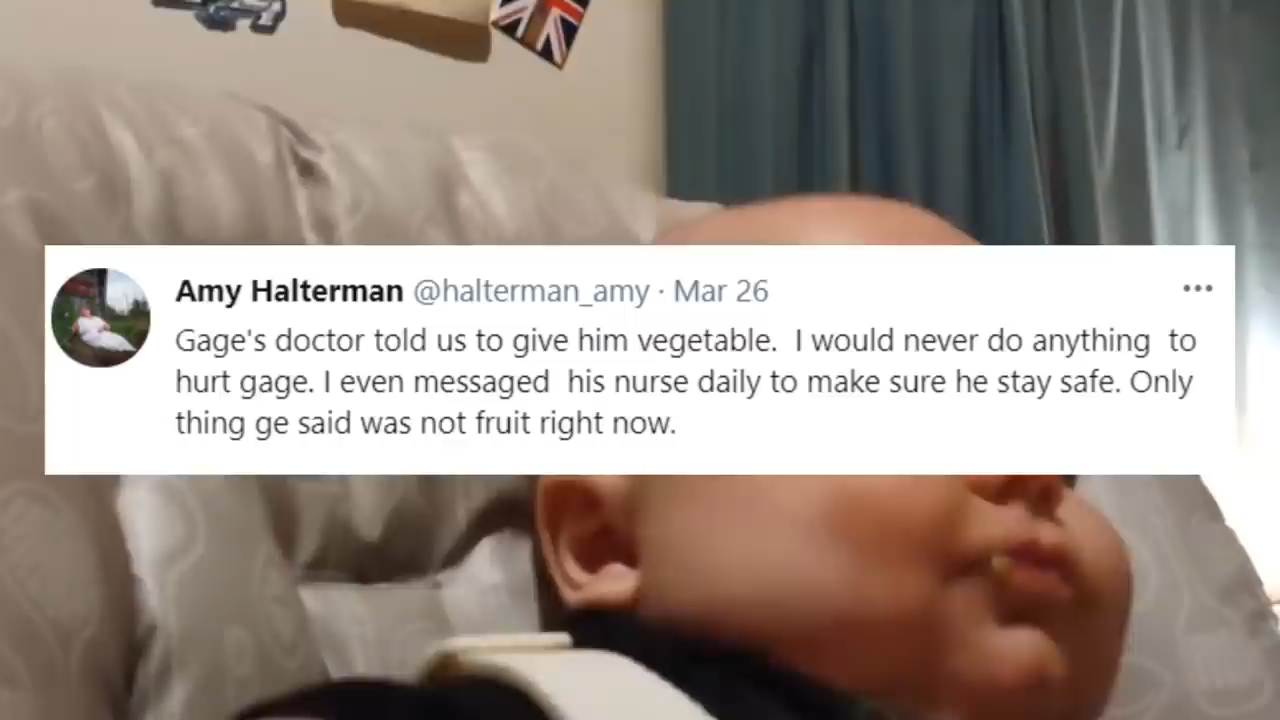 Amy Halterman @halterman_amy · Mar 26
Gage's doctor told us to give him vegetable.  I would never do anything  to
hurt gage. I even messaged  his nurse daily to make sure he stay safe. Only
thing ge said was not fruit right now.